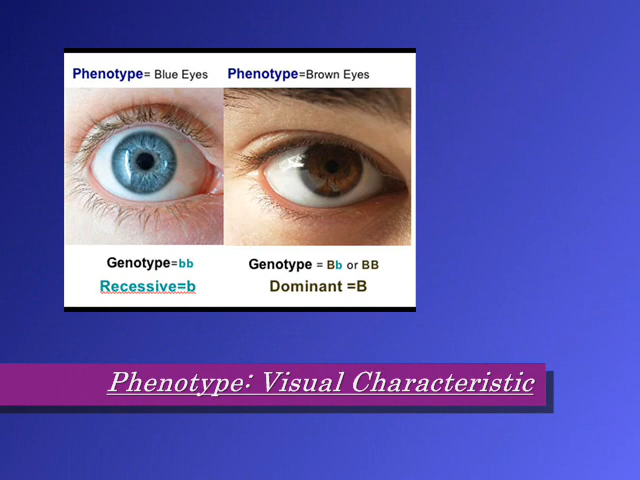 Phenotype= Blue Eyes
Phenotype=Brown Eyes
Genotype=bb
Genotype = Bb or BB
Recessive=b
Dominant =B
Phenotype: Visual Characteristic